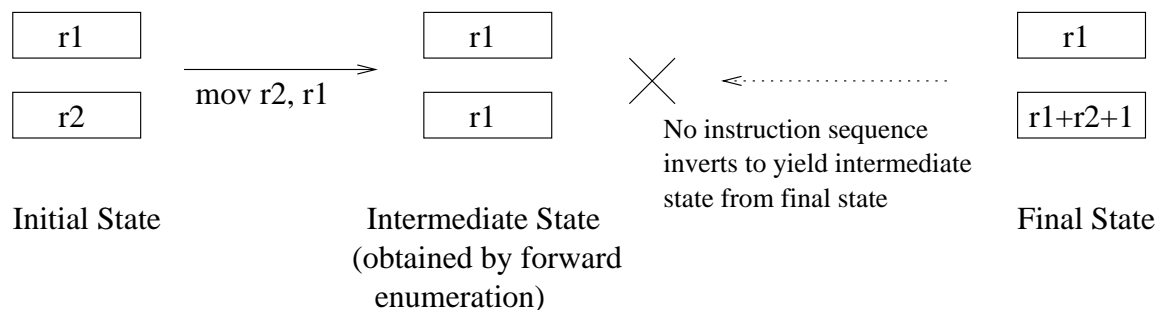 r1
r2
Initial State
mov r2, r1
r1
r1
Intermediate State
(obtained by forward
enumeration)
No instruction sequence
inverts to yield intermediate
state from final state
r1
r1+r2+1
Final State